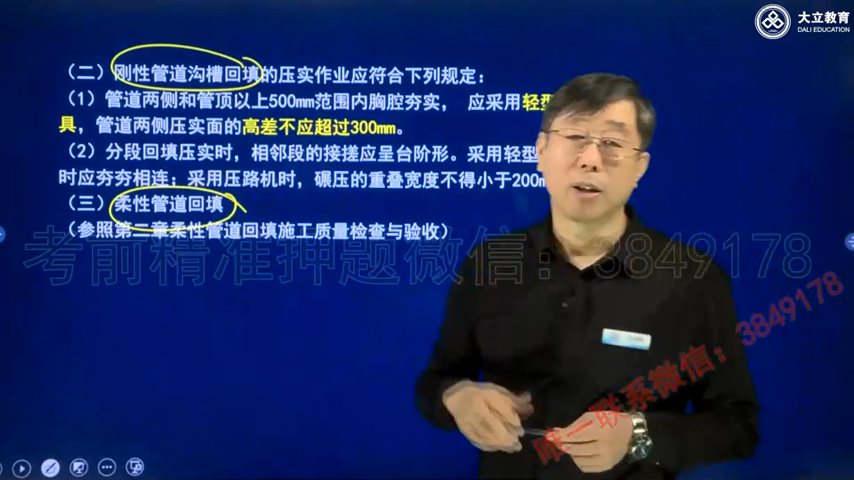 大立教育
DALI EDUCATION
（二）刚性管道沟槽回填的压实作业应符合下列规定：
（1）管道两侧和管顶以上500mm范围内胸腔夯实， 应采用轻型
具，管道两侧压实面的高差不应超过300mm。
（2）分段回填压实时，相邻段的接搓应呈台阶形。采用轻型
时应夯夯相连；采用压路机时，碾压的重叠宽度不得小于200m
（三）柔性管道回填
（参照第二章柔性管道回填施工质量检查与验收）
考前精准押题微信：3849178
唯一联系微信：3849178